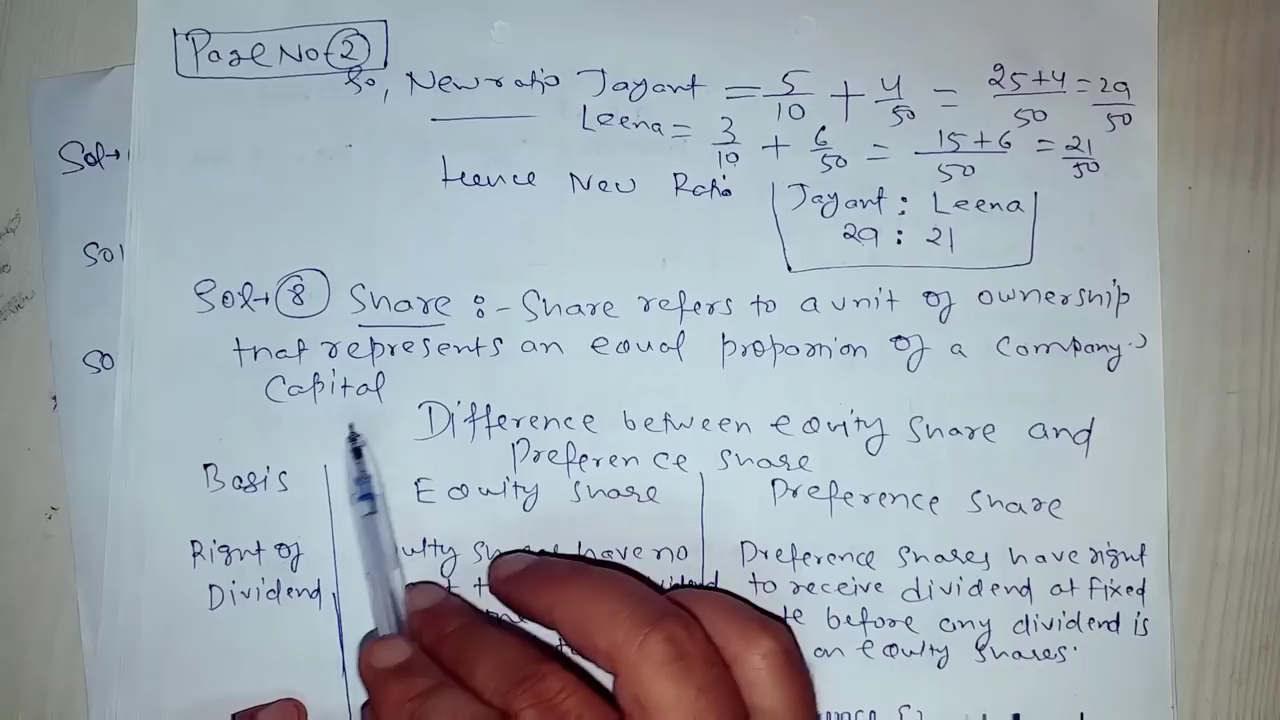 Page No-2
So, New ratio Jayant = 5/10 + 4/50 = 25+4/50 = 29/50
Leena = 3/10 + 6/50 = 15+6/50 = 21/50
Hence New Ratio
Jayant : Leena
29 : 21
Sol→
Sol→ 8 Share :- Share refers to a unit of ownership
that represents an equal proportion of a company's
Capital
Difference between equity share and
Preference share
Basis
Equity share
Preference share
Right of
Dividend
have no
Preference shares have right
to receive dividend at fixed
before any dividend is
on equity shares.